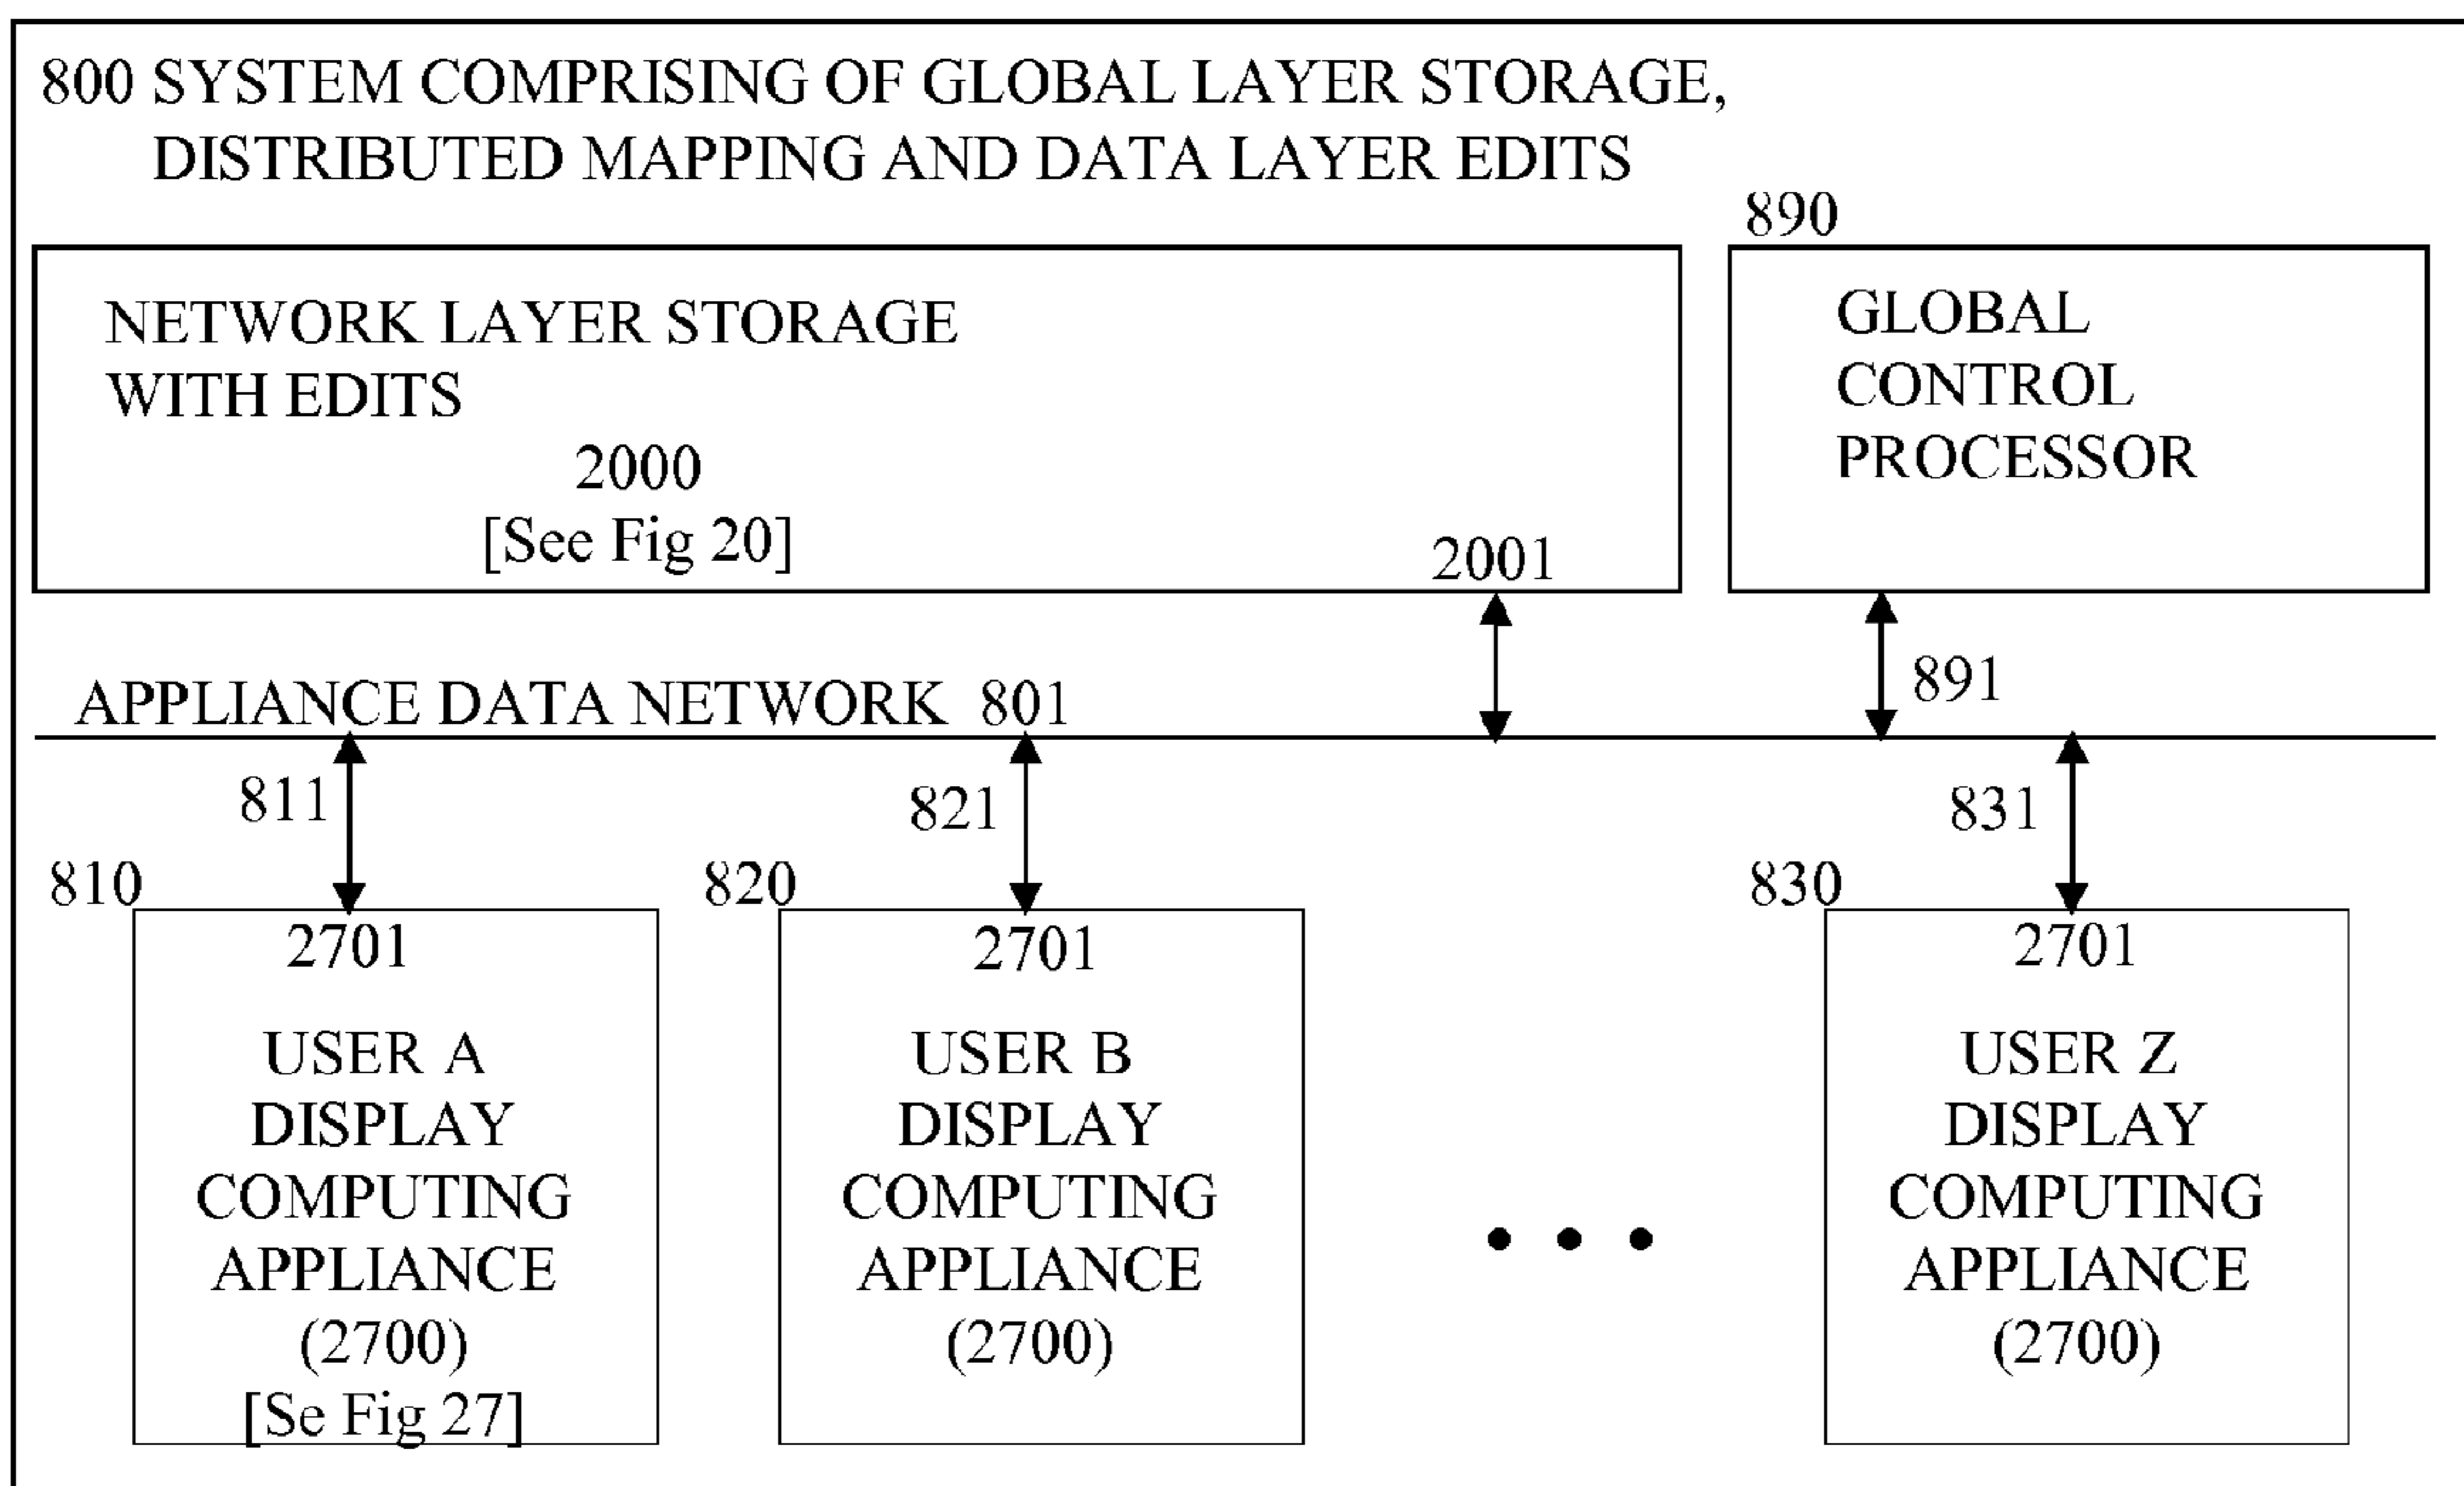 800 SYSTEM COMPRISING OF GLOBAL LAYER STORAGE,
DISTRIBUTED MAPPING AND DATA LAYER EDITS
890
NETWORK LAYER STORAGE
WITH EDITS
2000
[See Fig 20]
2001
GLOBAL
CONTROL
PROCESSOR
891
APPLIANCE DATA NETWORK 801
811
821
831
810
2701
USER A
DISPLAY
COMPUTING
APPLIANCE
(2700)
[Se Fig 27]
820
2701
USER B
DISPLAY
COMPUTING
APPLIANCE
(2700)
830
2701
USER Z
DISPLAY
COMPUTING
APPLIANCE
(2700)